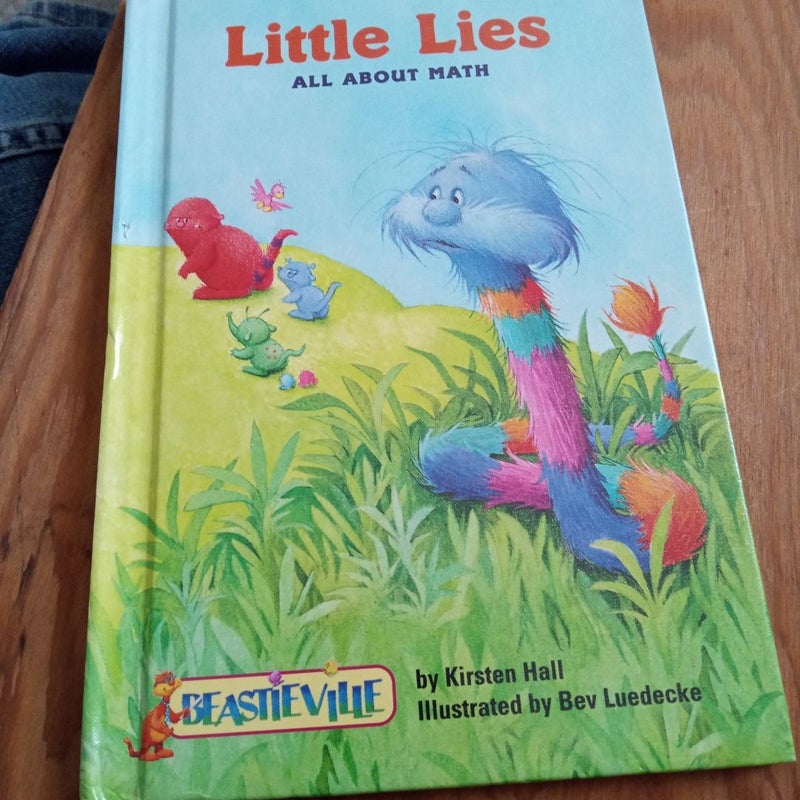 Little Lies
ALL ABOUT MATH
BEASTIEVILLE
by Kirsten Hall
Illustrated by Bev Luedecke